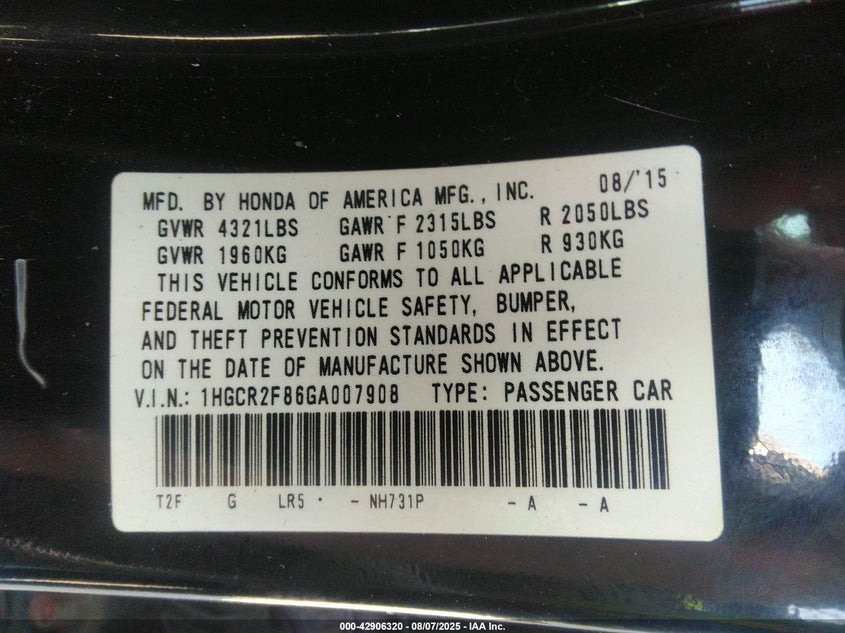 MFD. BY HONDA OF AMERICA MFG., INC. 08/'15
GVWR 4321LBS GAWR F 2315LBS R 2050LBS
GVWR 1960KG GAWR F 1050KG R 930KG
THIS VEHICLE CONFORMS TO ALL APPLICABLE
FEDERAL MOTOR VEHICLE SAFETY, BUMPER,
AND THEFT PREVENTION STANDARDS IN EFFECT
ON THE DATE OF MANUFACTURE SHOWN ABOVE.
V.I.N.: 1HGCR2F86GA007908 TYPE: PASSENGER CAR
T2F G LR5 · - NH731P - A - A
000-42906320 - 08/07/2025 - IAA Inc.